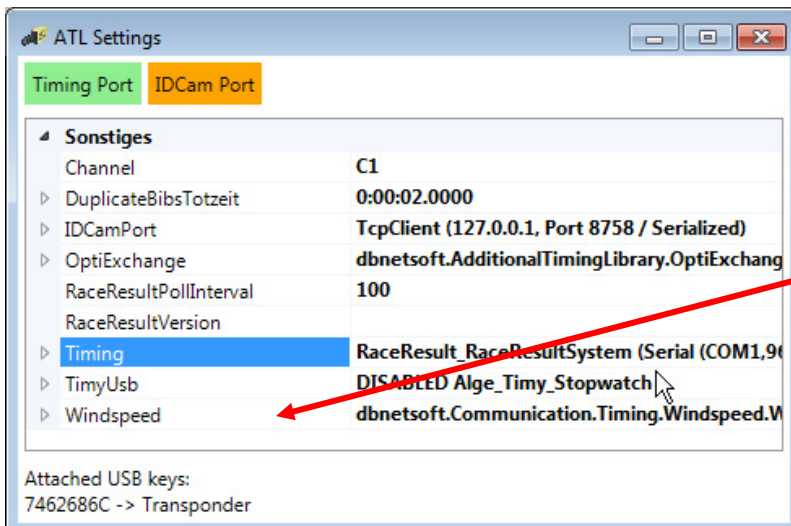 ATL Settings
Timing Port IDCam Port
Sonstiges
Channel C1
DuplicateBibsTotzeit 0:00:02.0000
IDCamPort TcpClient (127.0.0.1, Port 8758 / Serialized)
OptiExchange dbnetsoft.AdditionalTimingLibrary.OptiExchang
RaceResultPollInterval 100
RaceResultVersion
Timing RaceResult_RaceResultSystem (Serial (COM1,96
TimyUsb DISABLED Alge_Timy_Stopwatch
Windspeed dbnetsoft.Communication.Timing.Windspeed.W
Attached USB keys:
7462686C -> Transponder